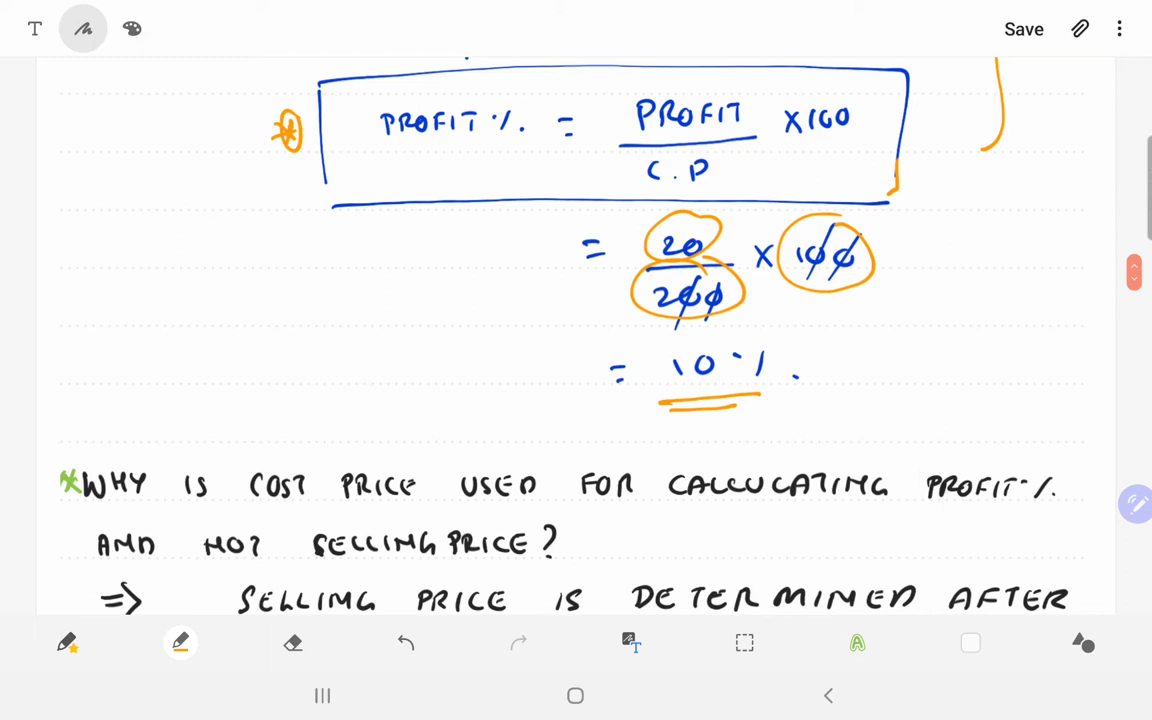 T Save
PROFIT % = PROFIT / C.P × 100
= 20 / 200 × 100
= 10 %.
*WHY IS COST PRICE USED FOR CALCULATING PROFIT %
AND NOT SELLING PRICE?
=> SELLING PRICE IS DETERMINED AFTER
T A